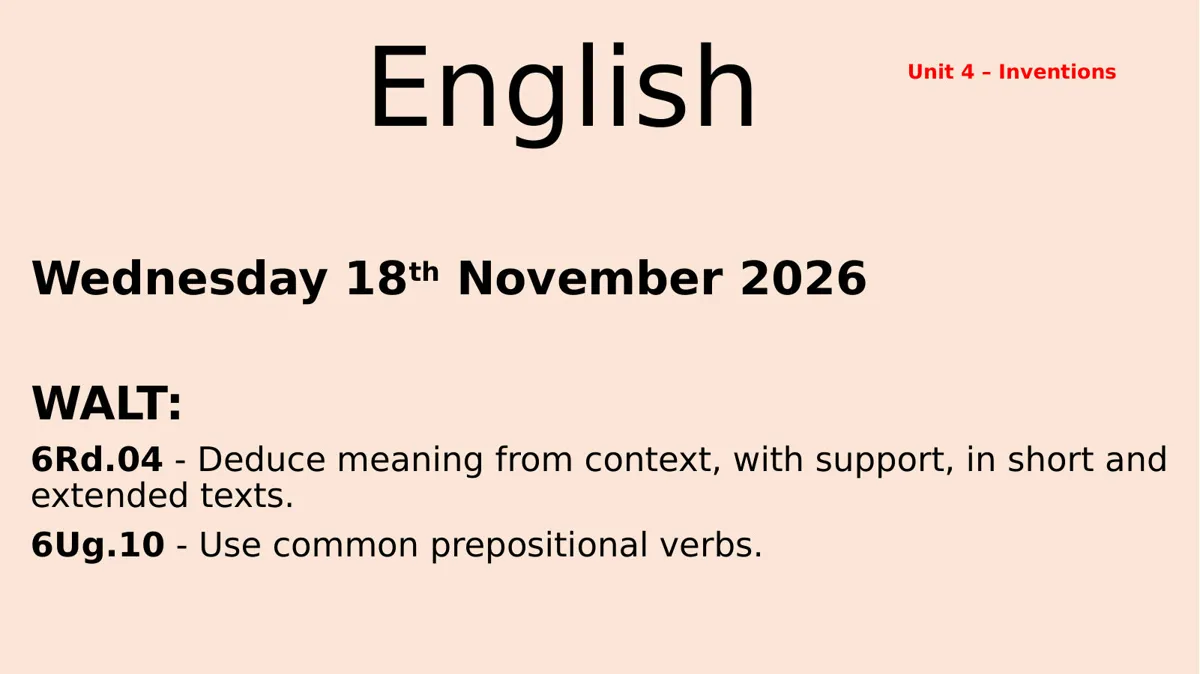 English
Unit 4 – Inventions
Wednesday 18th November 2026
WALT:
6Rd.04 - Deduce meaning from context, with support, in short and
extended texts.
6Ug.10 - Use common prepositional verbs.